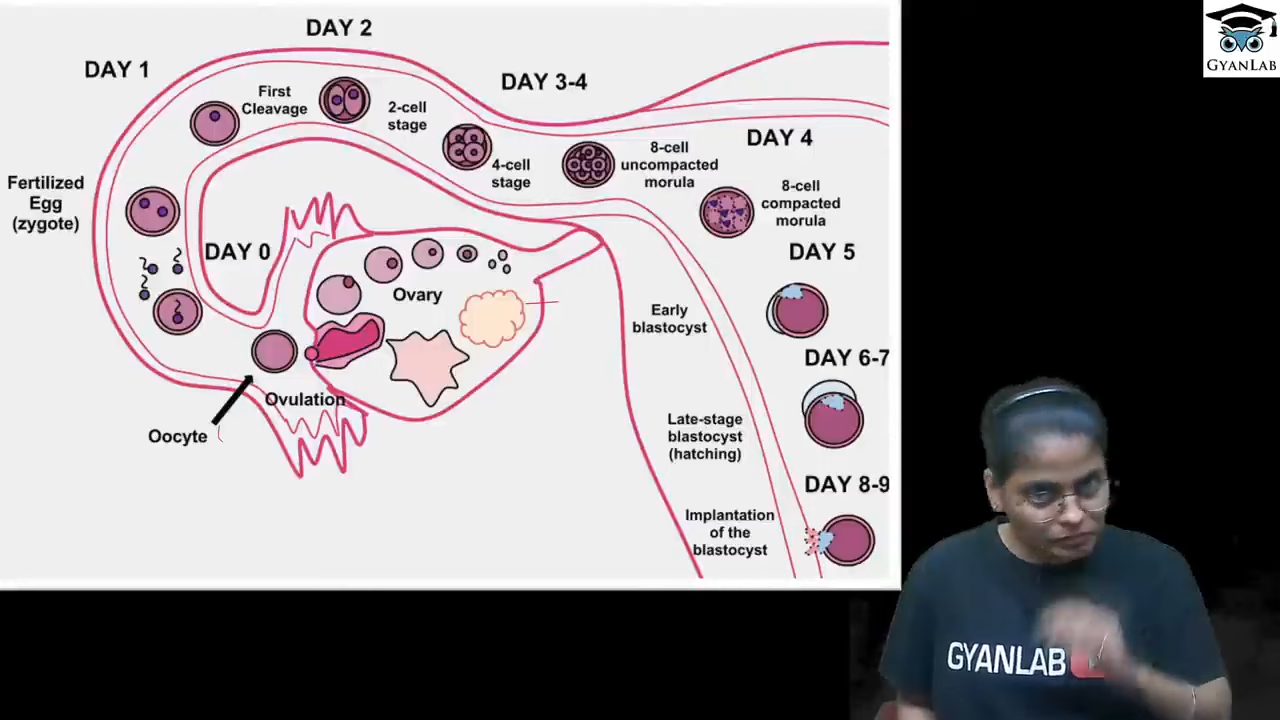 DAY 2
DAY 1
DAY 3-4
First
Cleavage
2-cell
stage
4-cell
stage
8-cell
uncompacted
morula
DAY 4
8-cell
compacted
morula
Fertilized
Egg
(zygote)
DAY 0
DAY 5
Ovary
Early
blastocyst
DAY 6-7
Ovulation
Oocyte
Late-stage
blastocyst
(hatching)
DAY 8-9
Implantation
of the
blastocyst
GYANLAB
GYANLAB